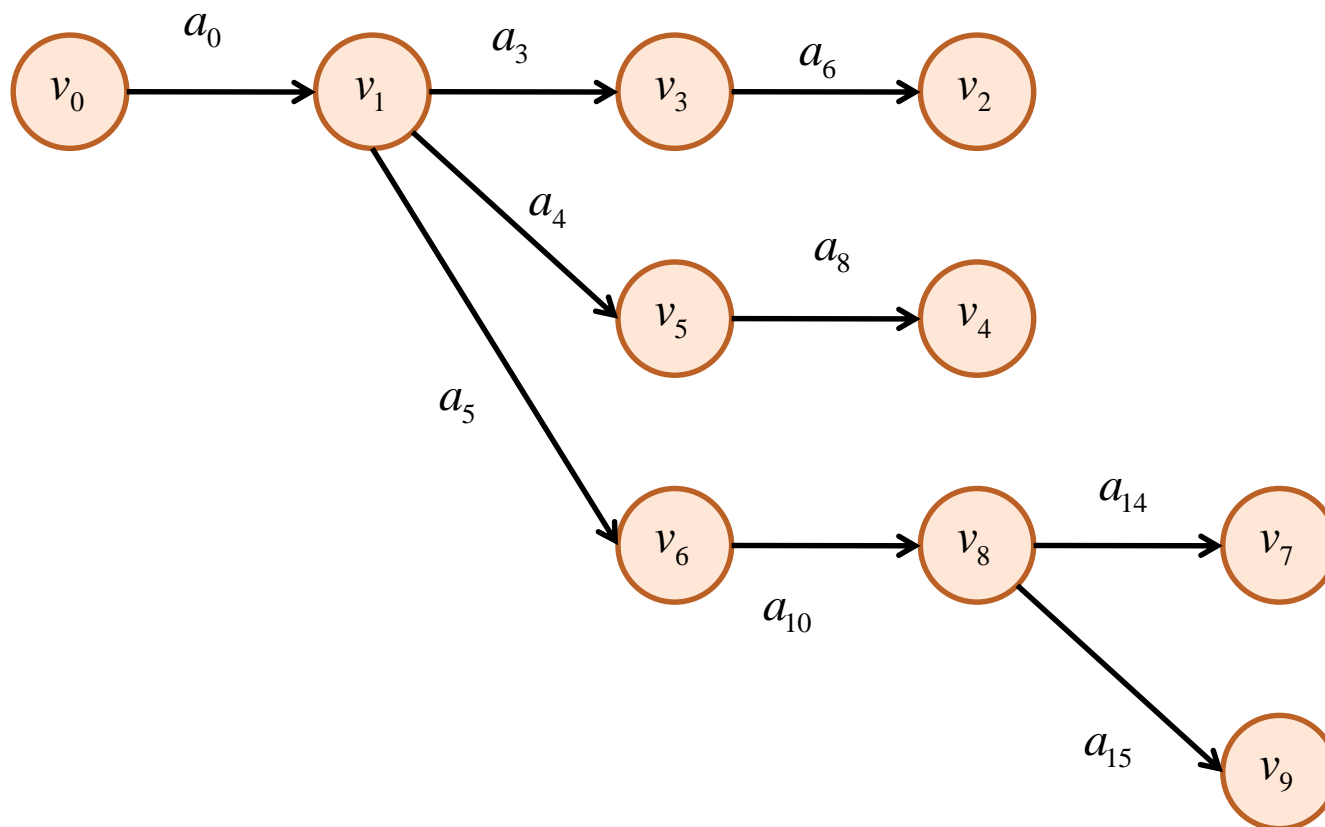 a₀ a₃ a₆
v₀ v₁ v₃ v₂
a₄ a₈
v₅ v₄
a₅
a₁₄
v₆ v₈ v₇
a₁₀
a₁₅
v₉